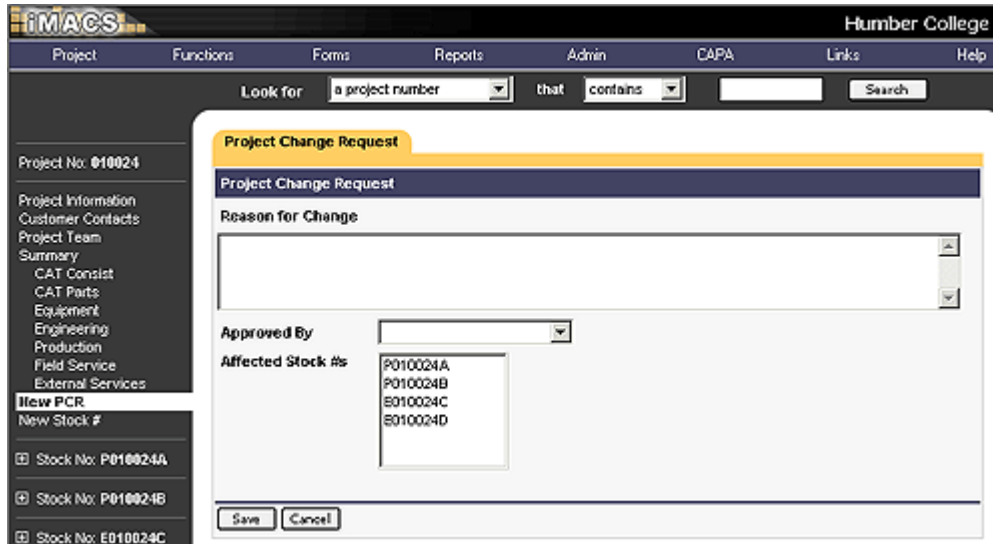 iMACS
Humber College
Project Functions Forms Reports Admin CAPA Links Help
Look for a project number that contains Search
Project No: 010024
Project Information
Customer Contacts
Project Team
Summary
CAT Consist
CAT Parts
Equipment
Engineering
Production
Field Service
External Services
New PCR
New Stock #
Stock No: P010024A
Stock No: P010024B
Stock No: E010024C
Project Change Request
Project Change Request
Reason for Change
Approved By
Affected Stock #s
P010024A
P010024B
E010024C
E010024D
Save Cancel